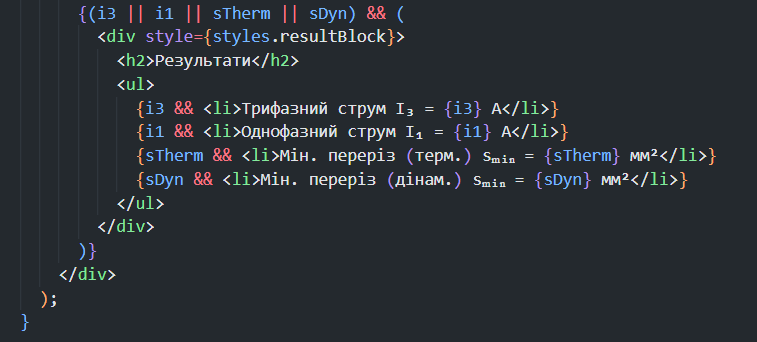 {(i3 || i1 || sTherm || sDyn) && (
<div style={styles.resultBlock}>
<h2>Результати</h2>
<ul>
{i3 && <li>Трифазний струм I₃ = {i3} А</li>}
{i1 && <li>Однофазний струм I₁ = {i1} А</li>}
{sTherm && <li>Мін. переріз (терм.) sₘᵢₙ = {sTherm} мм²</li>}
{sDyn && <li>Мін. переріз (дінам.) sₘᵢₙ = {sDyn} мм²</li>}
</ul>
</div>
)}
</div>
);
}